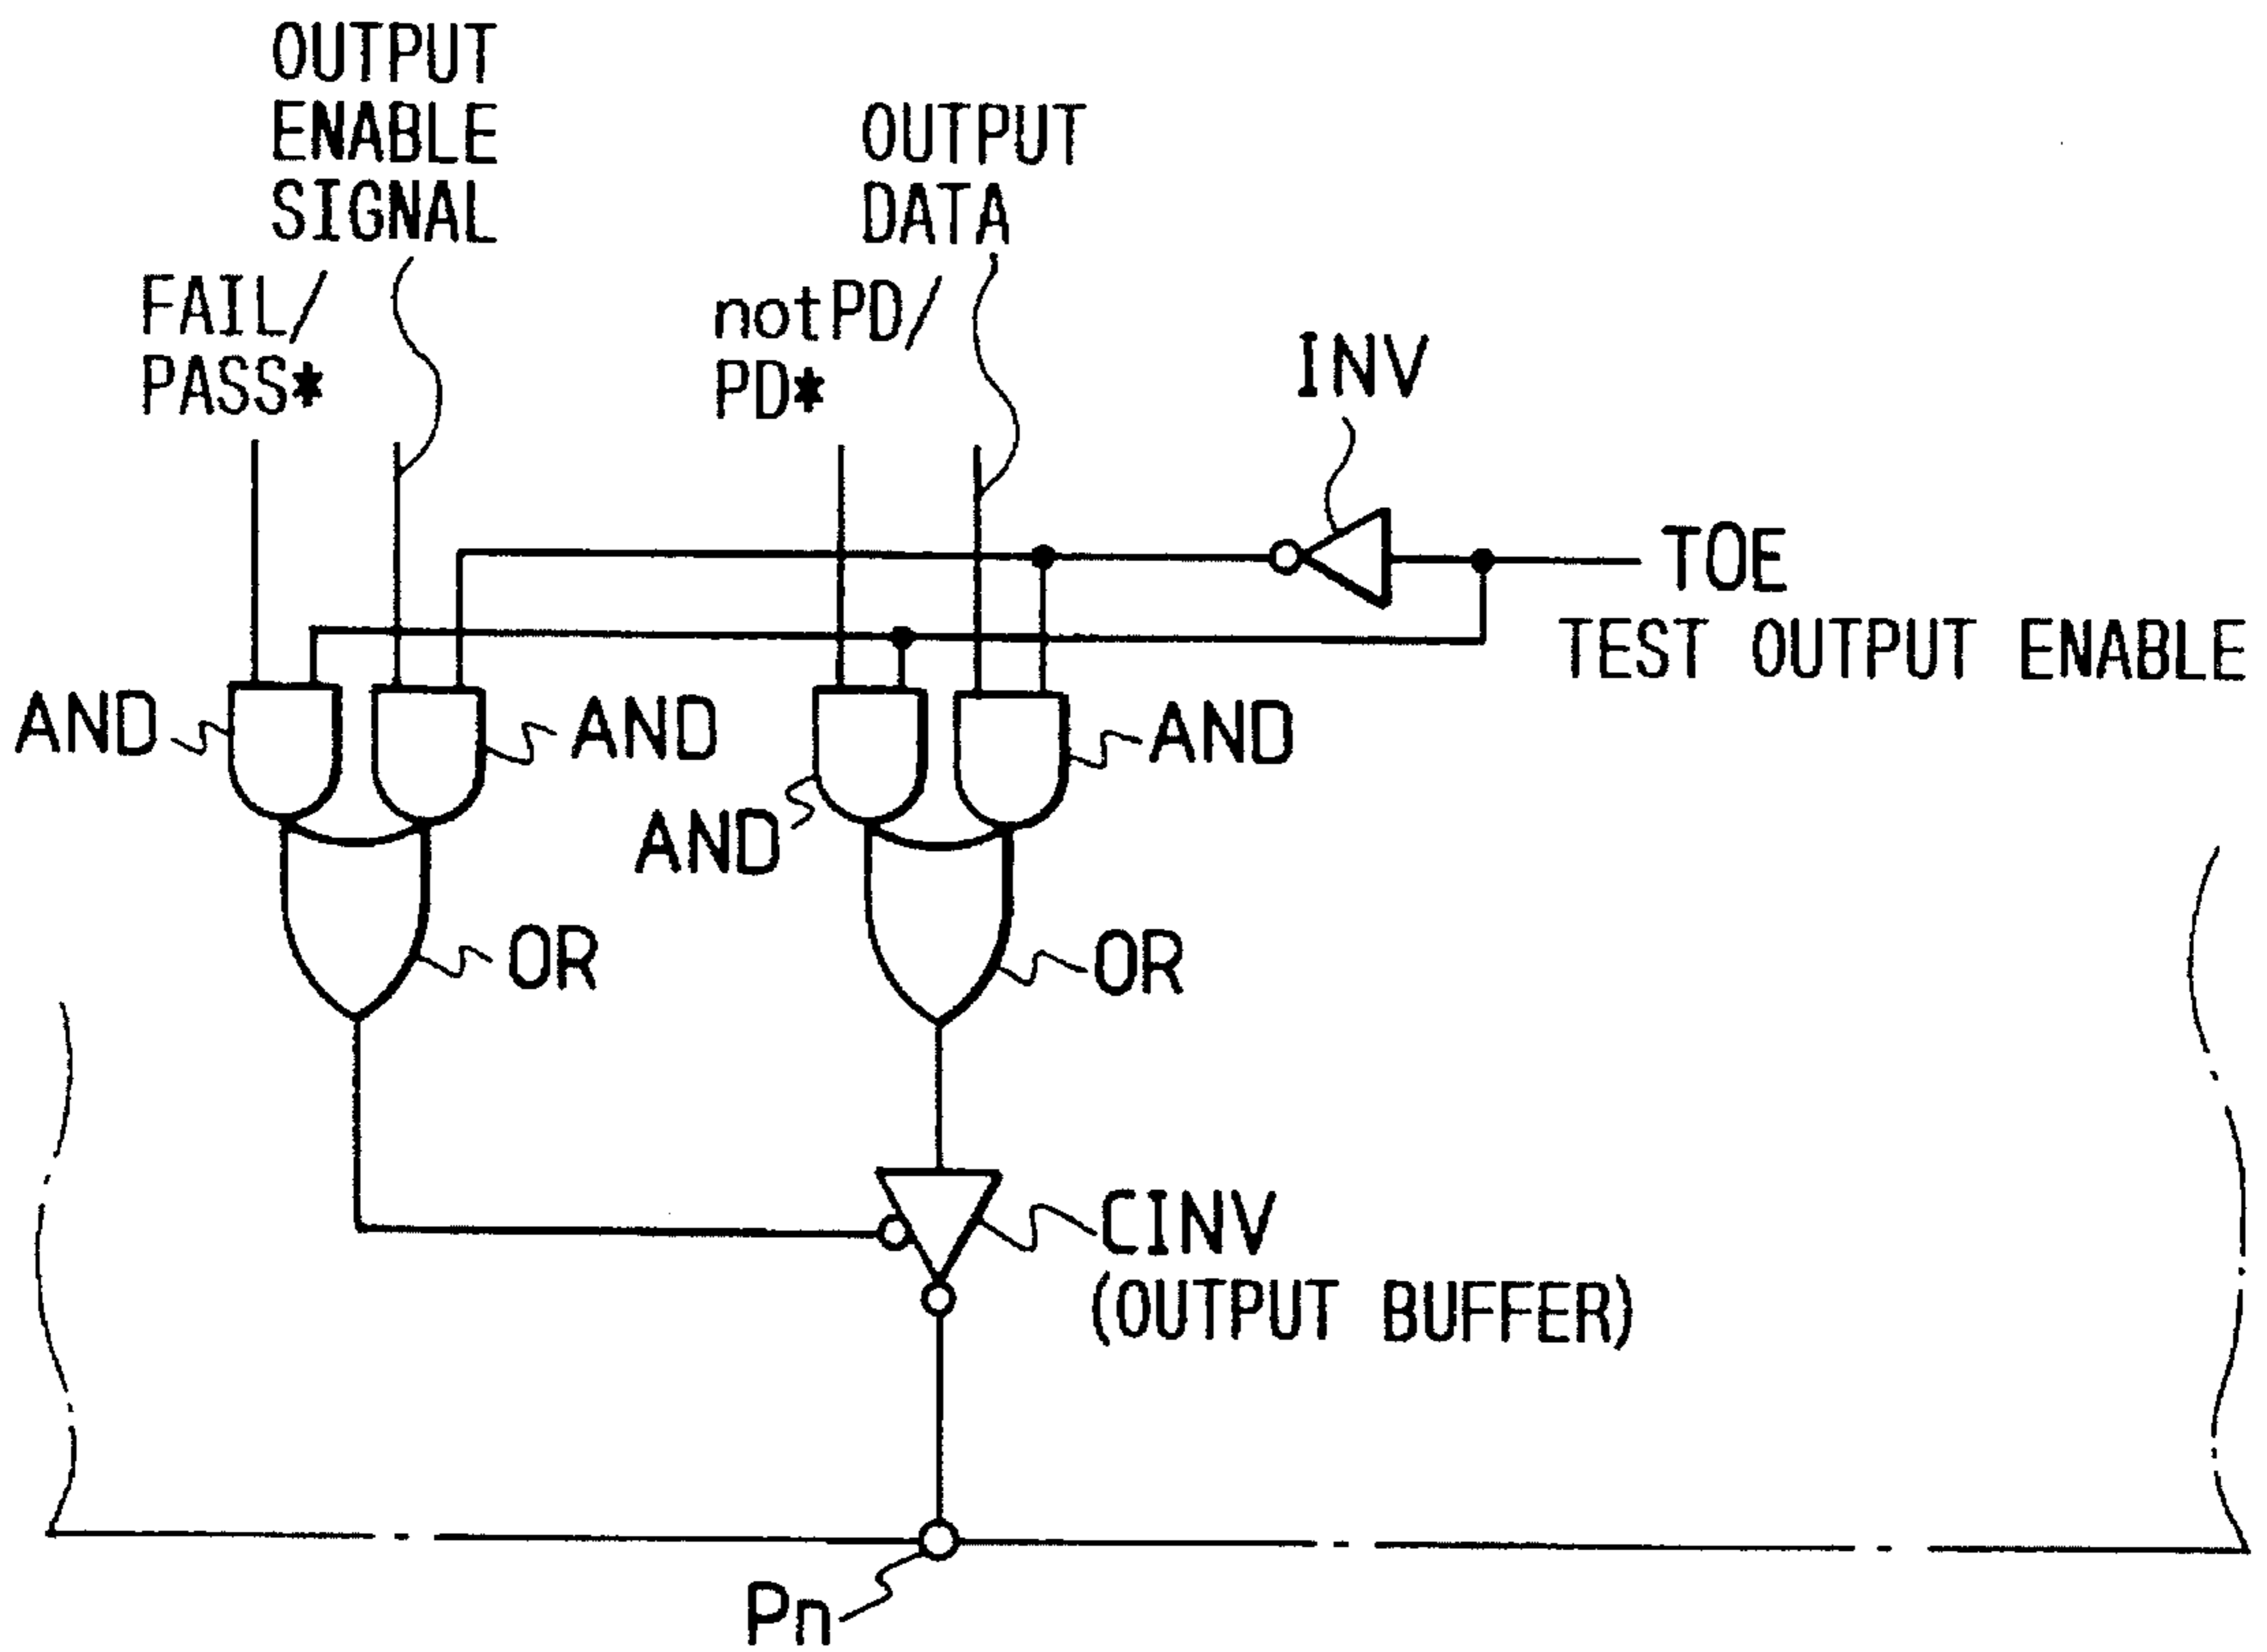 OUTPUT
ENABLE
SIGNAL
FAIL/
PASS*
OUTPUT
DATA
notPD/
PD*
INV
TOE
TEST OUTPUT ENABLE
AND
AND
AND
AND
OR
OR
CINV
(OUTPUT BUFFER)
Pn